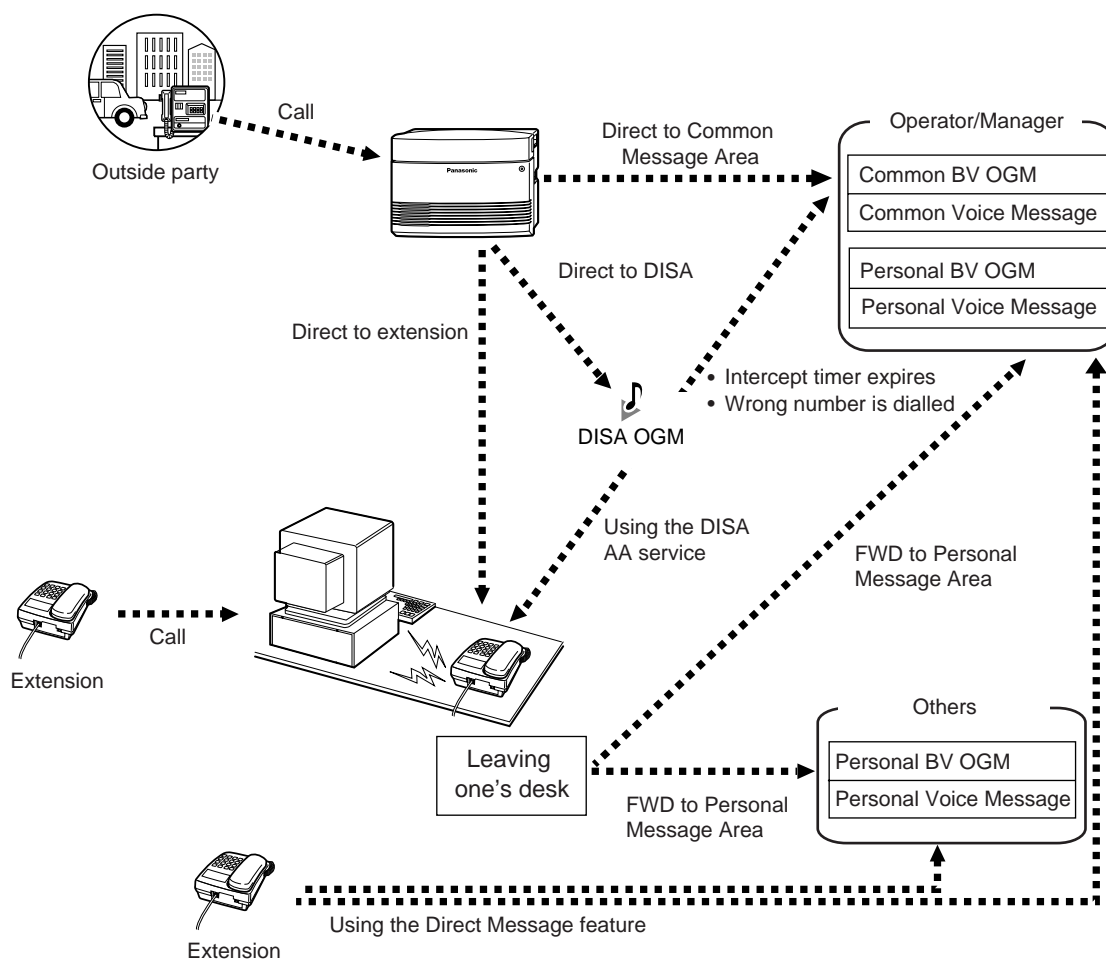 Call
Outside party
Panasonic
Direct to Common
Message Area
Operator/Manager
Common BV OGM
Common Voice Message
Personal BV OGM
Personal Voice Message
Direct to DISA
Direct to extension
• Intercept timer expires
• Wrong number is dialled
DISA OGM
Using the DISA
AA service
FWD to Personal
Message Area
Call
Extension
Leaving
one's desk
Others
Personal BV OGM
Personal Voice Message
FWD to Personal
Message Area
Using the Direct Message feature
Extension